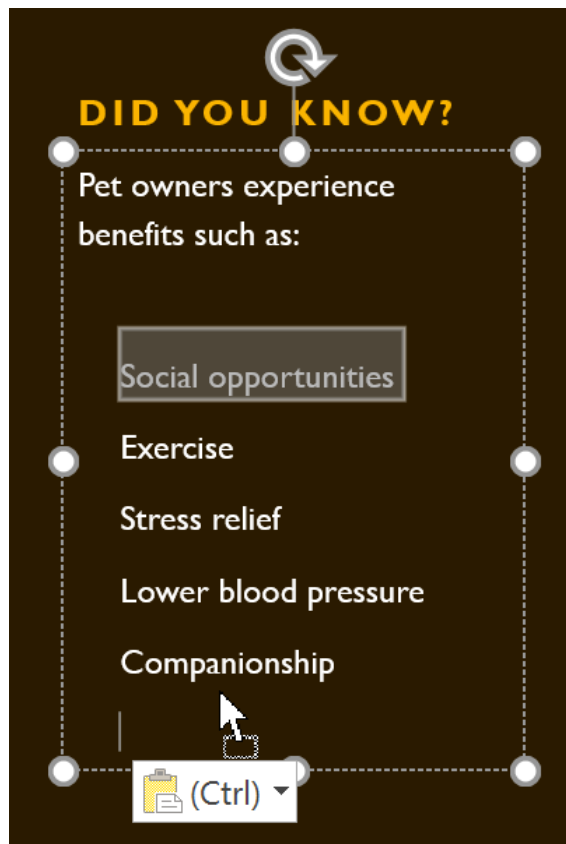 DID YOU KNOW?
Pet owners experience
benefits such as:
Social opportunities
Exercise
Stress relief
Lower blood pressure
Companionship
(Ctrl)